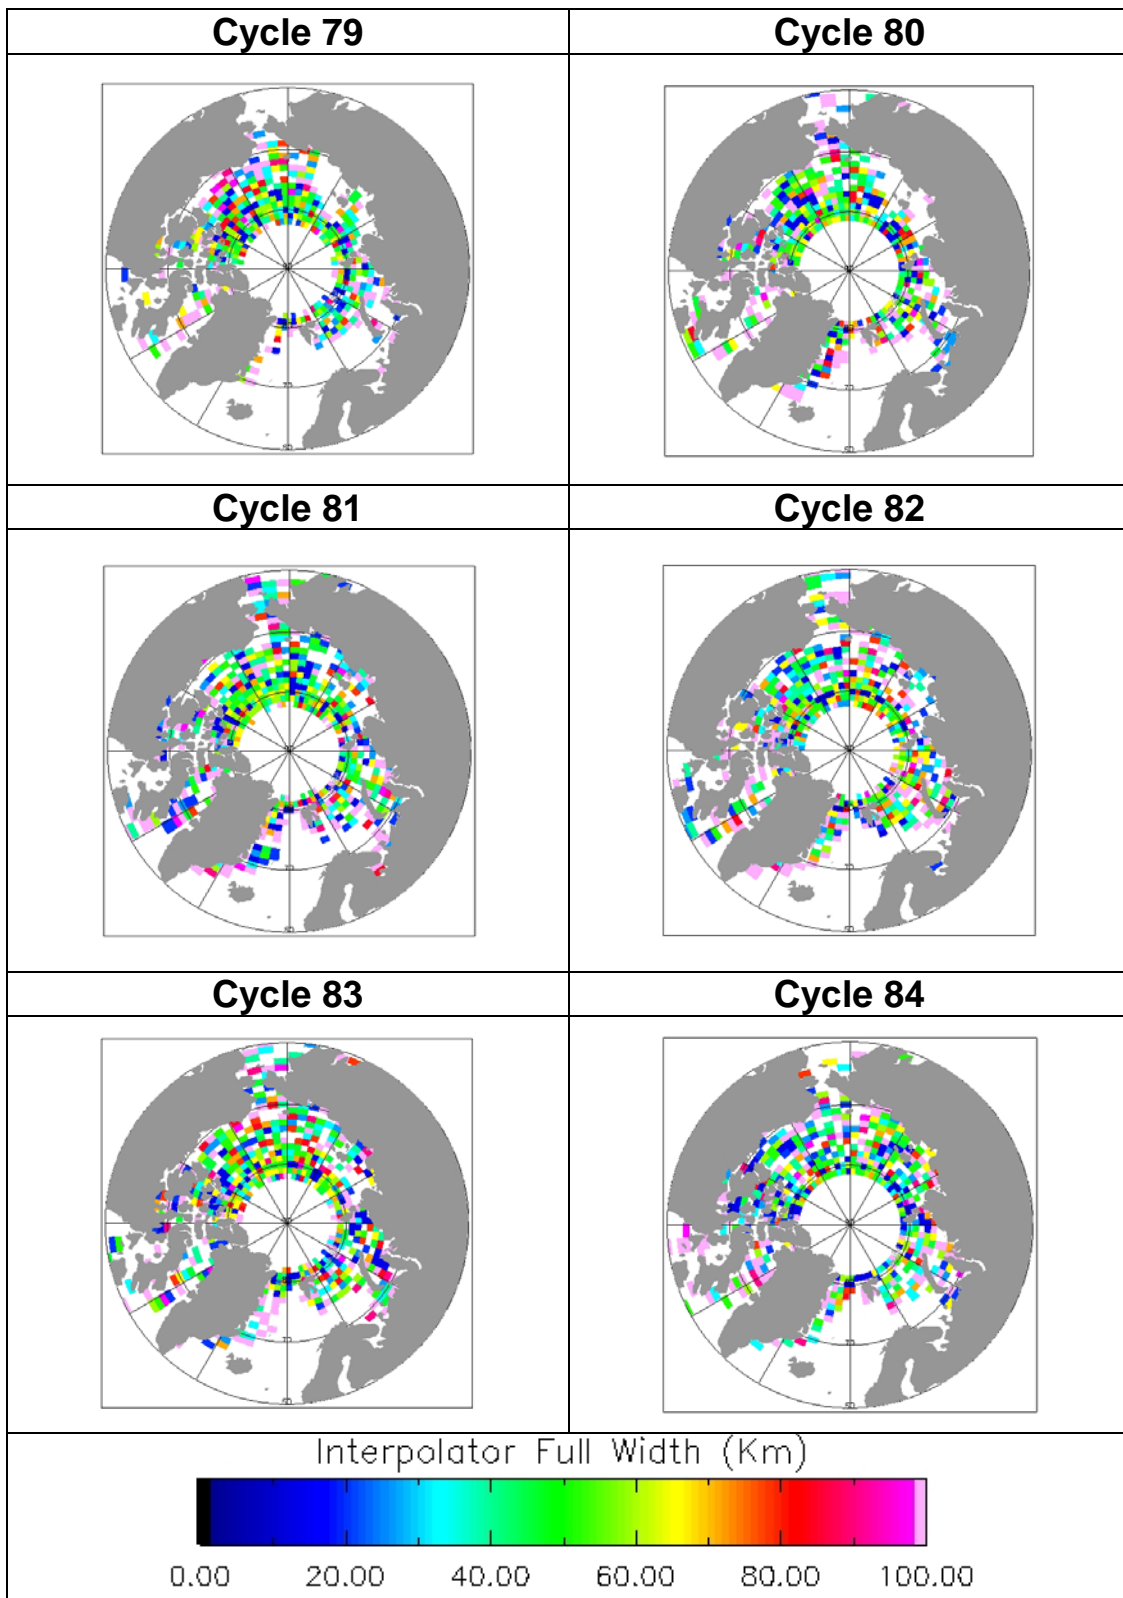 Cycle 79
Cycle 80
Cycle 81
Cycle 82
Cycle 83
Cycle 84
Interpolator Full Width (Km)
0.00 20.00 40.00 60.00 80.00 100.00